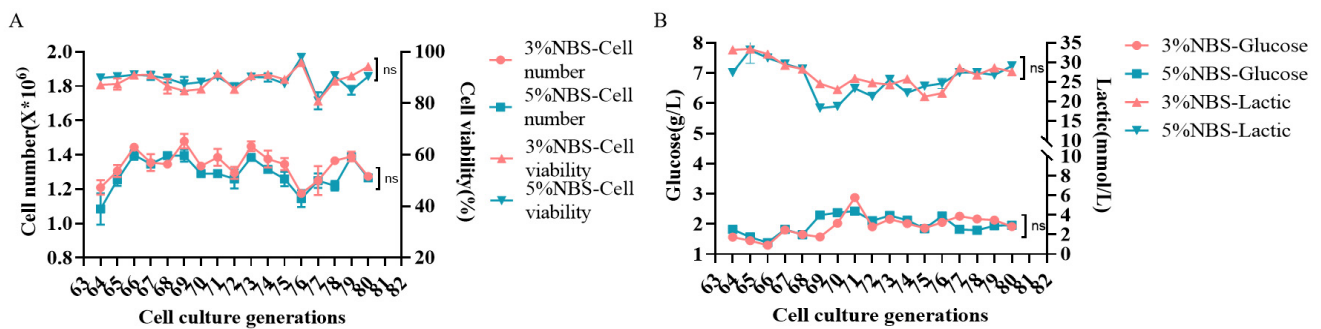 A
Cell number(X*10⁶)
2.0
1.8
1.6
1.4
1.2
1.0
0.8
100
80
60
40
20
Cell viability(%)
ns
ns
63 64 65 66 67 68 69 70 71 72 73 74 75 76 77 78 79 80 81 82
Cell culture generations
3%NBS-Cell
number
5%NBS-Cell
number
3%NBS-Cell
viability
5%NBS-Cell
viability
B
Glucose(g/L)
8
7
6
5
4
3
2
1
35
30
25
20
15
10
10
8
6
4
2
0
Lactic(mmol/L)
ns
ns
63 64 65 66 67 68 69 70 71 72 73 74 75 76 77 78 79 80 81 82
Cell culture generations
3%NBS-Glucose
5%NBS-Glucose
3%NBS-Lactic
5%NBS-Lactic